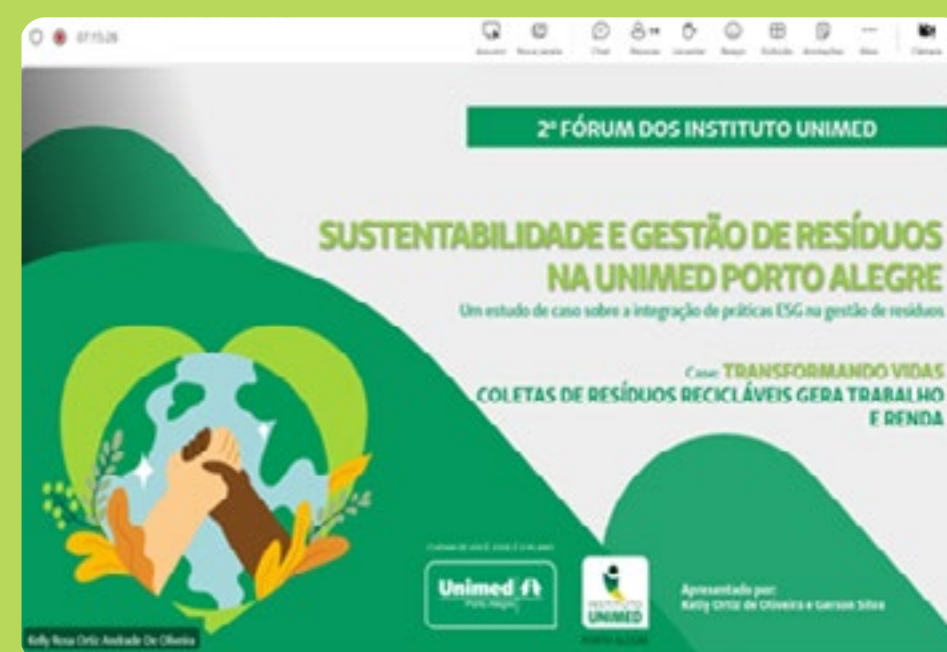 07:15:26
Chat
2º FÓRUM DOS INSTITUTO UNIMED
SUSTENTABILIDADE E GESTÃO DE RESÍDUOS
NA UNIMED PORTO ALEGRE
Um estudo de caso sobre a integração de práticas ESG na gestão de resíduos
Case: TRANSFORMANDO VIDAS
COLETAS DE RESÍDUOS RECICLÁVEIS GERA TRABALHO
E RENDA
Unimed
Porto Alegre
INSTITUTO
UNIMED
PORTO ALEGRE
Apresentado por:
Kelly Ortiz de Oliveira e Gerson Silva
Kelly Rosa Ortiz Andrade De Oliveira